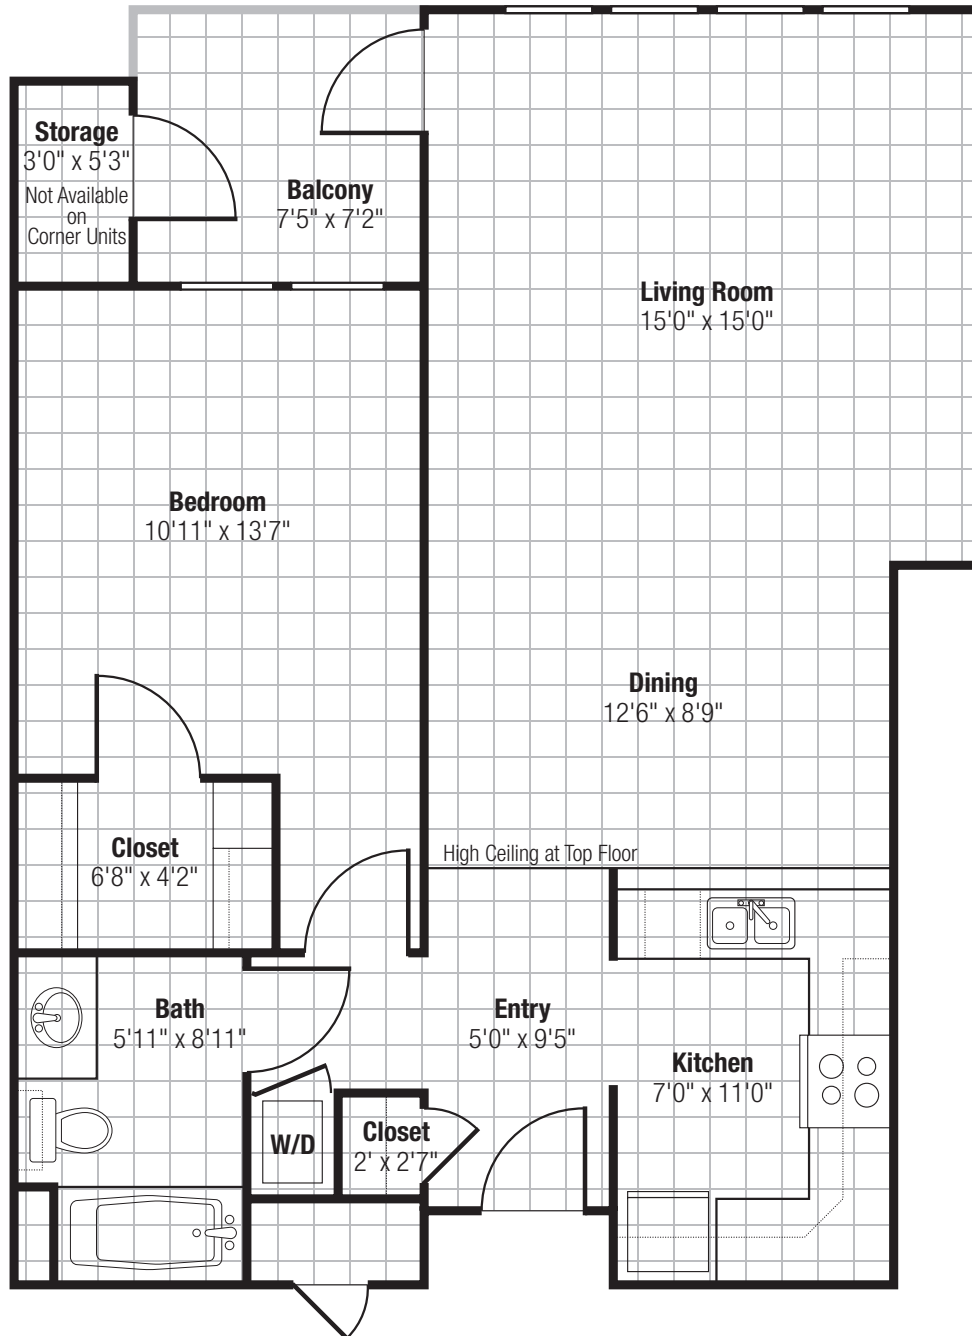 Storage
3'0" x 5'3"
Not Available
on
Corner Units
Balcony
7'5" x 7'2"
Living Room
15'0" x 15'0"
Bedroom
10'11" x 13'7"
Dining
12'6" x 8'9"
Closet
6'8" x 4'2"
High Ceiling at Top Floor
Bath
5'11" x 8'11"
Entry
5'0" x 9'5"
Kitchen
7'0" x 11'0"
W/D
Closet
2' x 2'7"